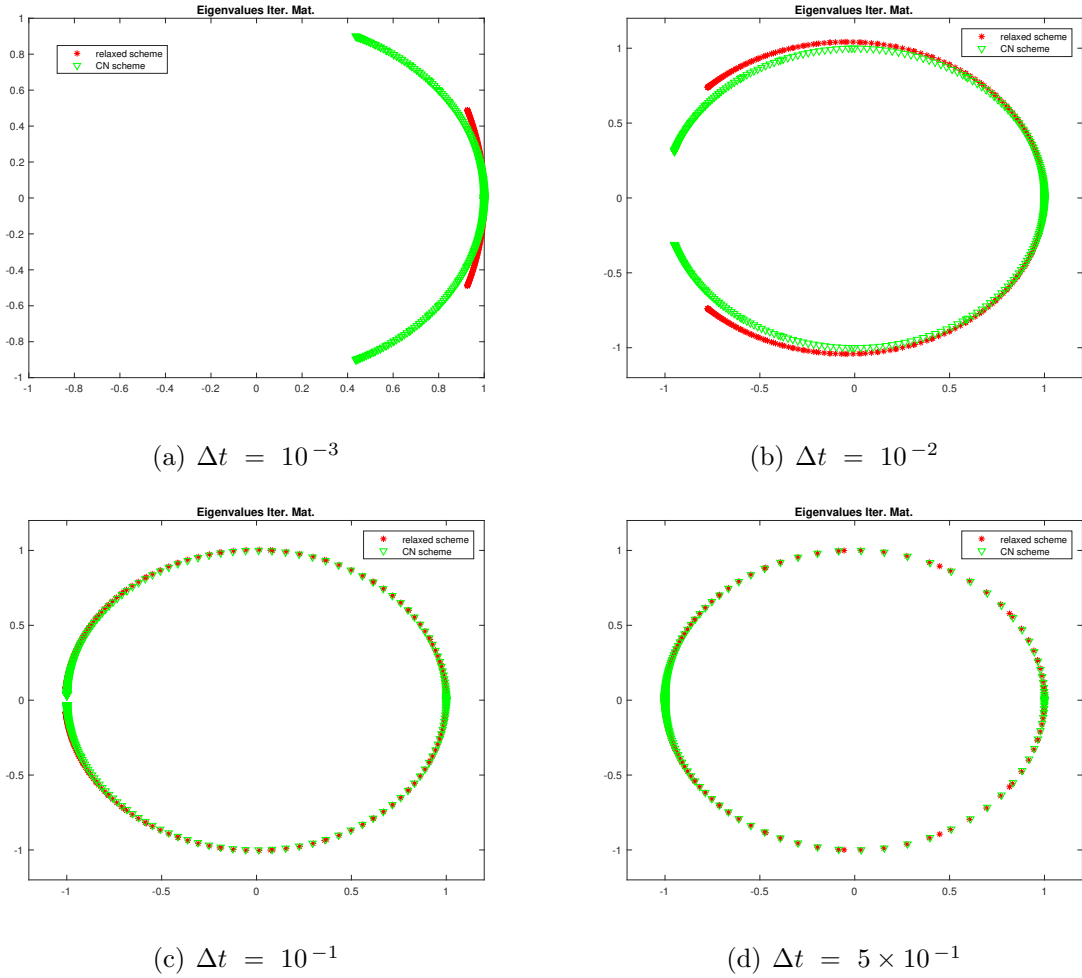 Eigenvalues Iter. Mat.
relaxed scheme
CN scheme
1
0.8
0.6
0.4
0.2
0
-0.2
-0.4
-0.6
-0.8
-1
-1 -0.8 -0.6 -0.4 -0.2 0 0.2 0.4 0.6 0.8 1
(a) Δt = 10⁻³
Eigenvalues Iter. Mat.
relaxed scheme
CN scheme
1
0.5
0
-0.5
-1
-1 -0.5 0 0.5 1
(b) Δt = 10⁻²
Eigenvalues Iter. Mat.
relaxed scheme
CN scheme
1
0.5
0
-0.5
-1
-1 -0.5 0 0.5 1
(c) Δt = 10⁻¹
Eigenvalues Iter. Mat.
relaxed scheme
CN scheme
1
0.5
0
-0.5
-1
-1 -0.5 0 0.5 1
(d) Δt = 5 × 10⁻¹